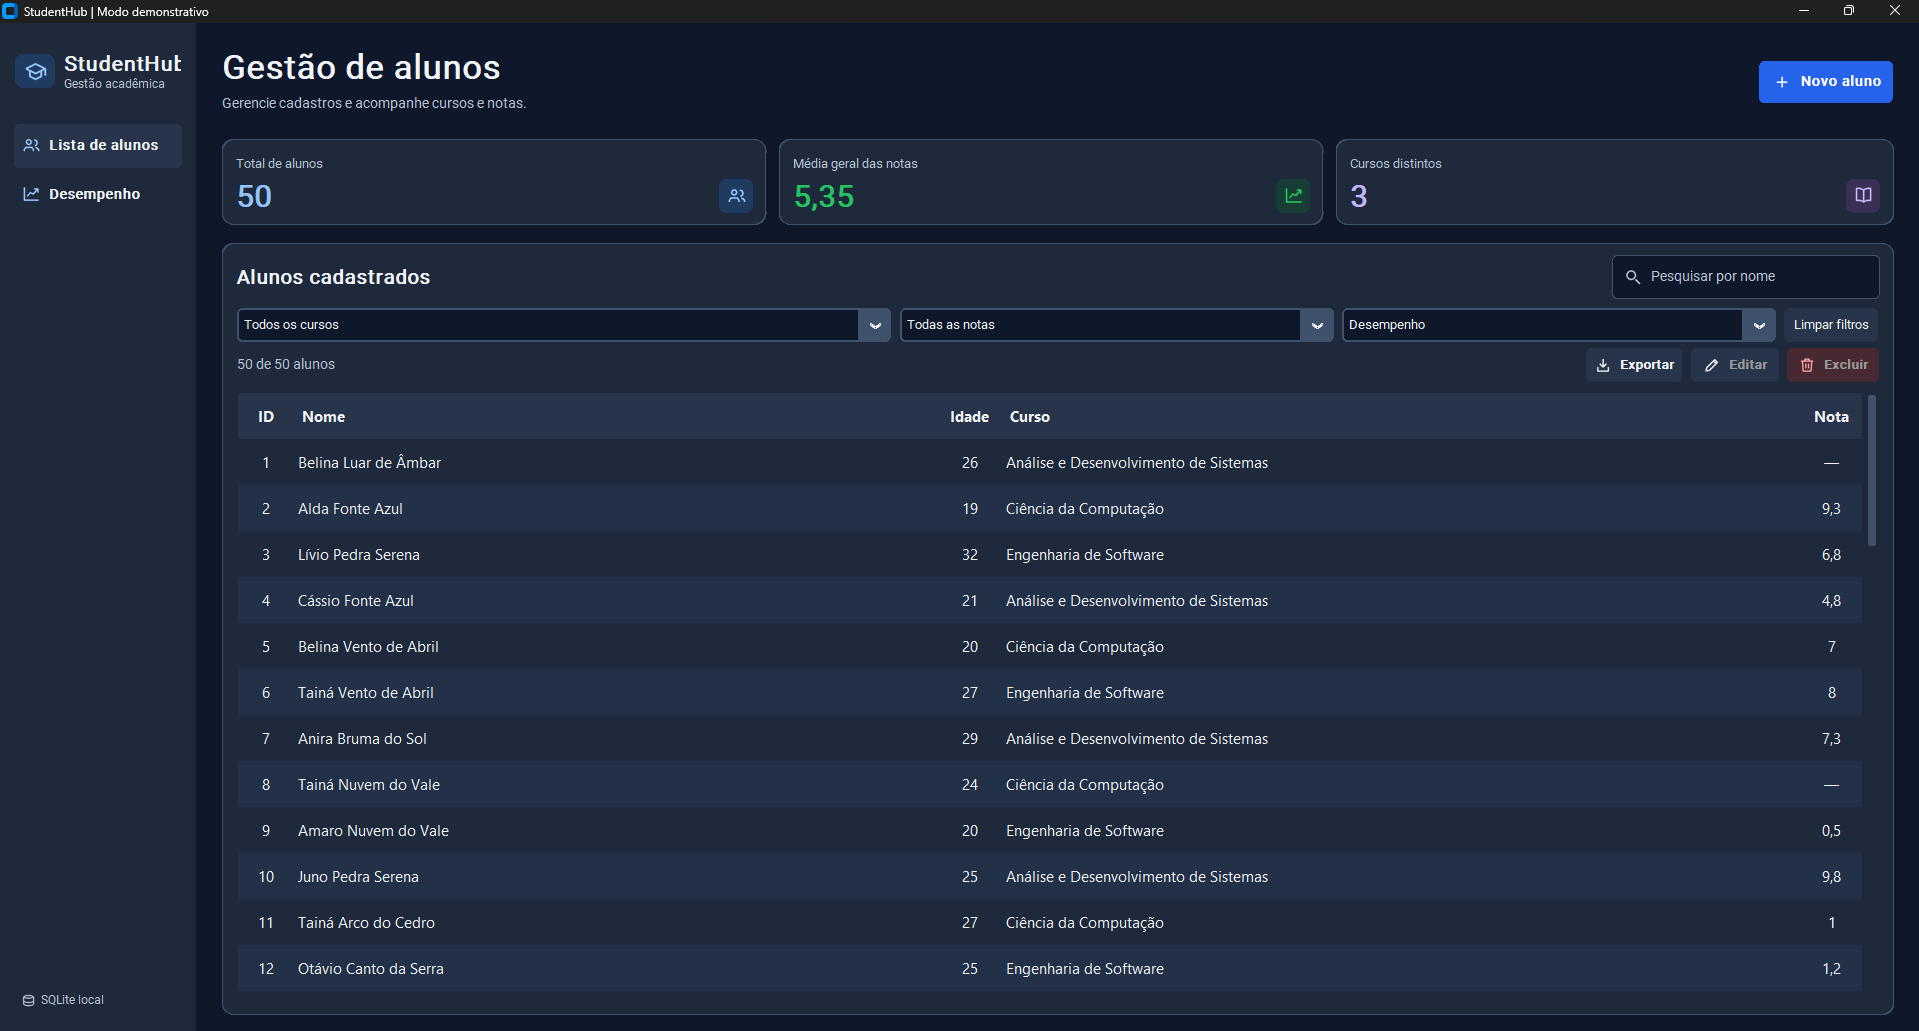 StudentHub | Modo demonstrativo
StudentHub
Gestão acadêmica
Lista de alunos
Desempenho
SQLite local
Gestão de alunos
Gerencie cadastros e acompanhe cursos e notas.
+ Novo aluno
Total de alunos
50
Média geral das notas
5,35
Cursos distintos
3
Alunos cadastrados
Pesquisar por nome
Todos os cursos
Todas as notas
Desempenho
Limpar filtros
50 de 50 alunos
Exportar
Editar
Excluir
ID Nome Idade Curso Nota
1 Belina Luar de Âmbar 26 Análise e Desenvolvimento de Sistemas —
2 Alda Fonte Azul 19 Ciência da Computação 9,3
3 Lívio Pedra Serena 32 Engenharia de Software 6,8
4 Cássio Fonte Azul 21 Análise e Desenvolvimento de Sistemas 4,8
5 Belina Vento de Abril 20 Ciência da Computação 7
6 Tainá Vento de Abril 27 Engenharia de Software 8
7 Anira Bruma do Sol 29 Análise e Desenvolvimento de Sistemas 7,3
8 Tainá Nuvem do Vale 24 Ciência da Computação —
9 Amaro Nuvem do Vale 20 Engenharia de Software 0,5
10 Juno Pedra Serena 25 Análise e Desenvolvimento de Sistemas 9,8
11 Tainá Arco do Cedro 27 Ciência da Computação 1
12 Otávio Canto da Serra 25 Engenharia de Software 1,2